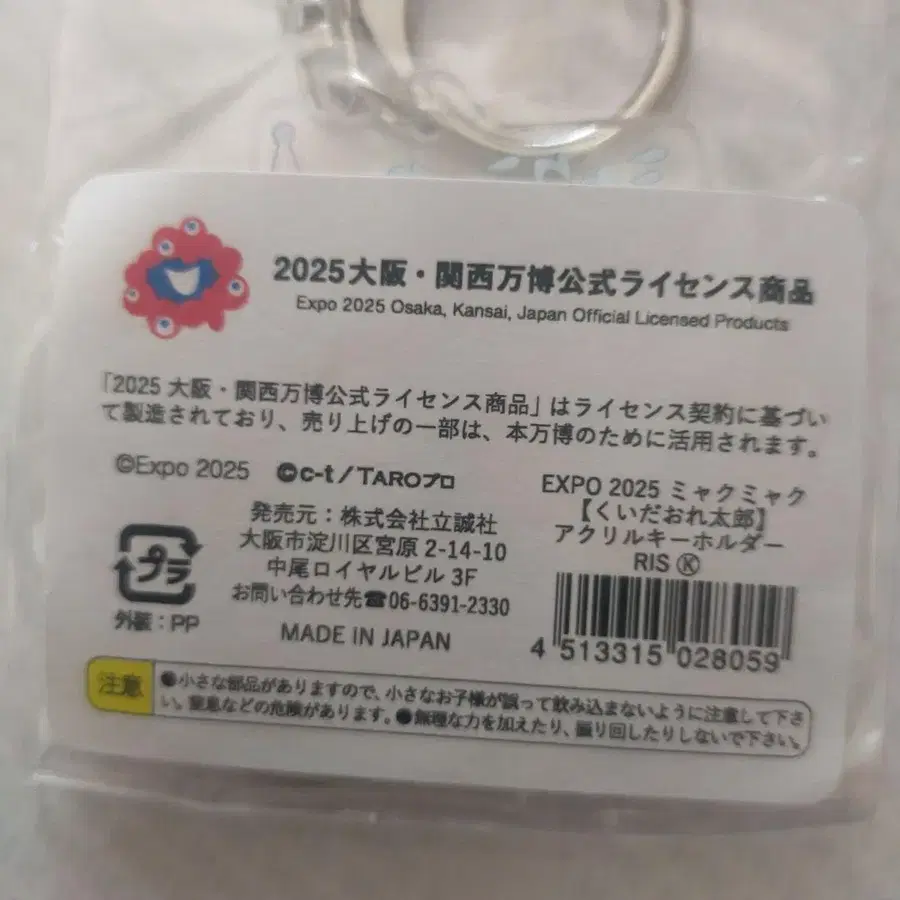 2025大阪・関西万博公式ライセンス商品
Expo 2025 Osaka, Kansai, Japan Official Licensed Products
「2025 大阪・関西万博公式ライセンス商品」はライセンス契約に基づい
て製造されており、売り上げの一部は、本万博のために活用されます。
©Expo 2025 ©c-t / TAROプロ
発売元：株式会社立誠社
大阪市淀川区宮原 2-14-10
中尾ロイヤルビル 3F
お問い合わせ先☎06-6391-2330
MADE IN JAPAN
プラ
外装：PP
EXPO 2025 ミャクミャク
【くいだおれ太郎】
アクリルキーホルダー
RIS Ⓚ
4 513315 028059
注意
●小さな部品がありますので、小さなお子様が誤って飲み込まないように注意して下さ
い。窒息などの危険があります。●無理な力を加えたり、振り回したりしないで下さい。